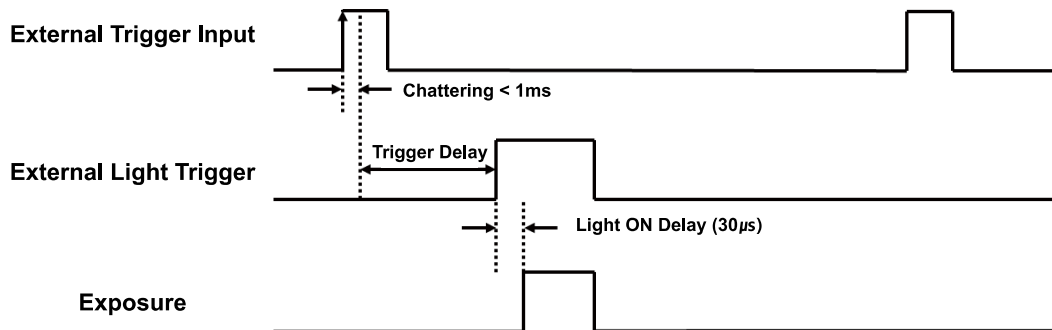 External Trigger Input
Chattering < 1ms
Trigger Delay
External Light Trigger
Light ON Delay (30㎲)
Exposure